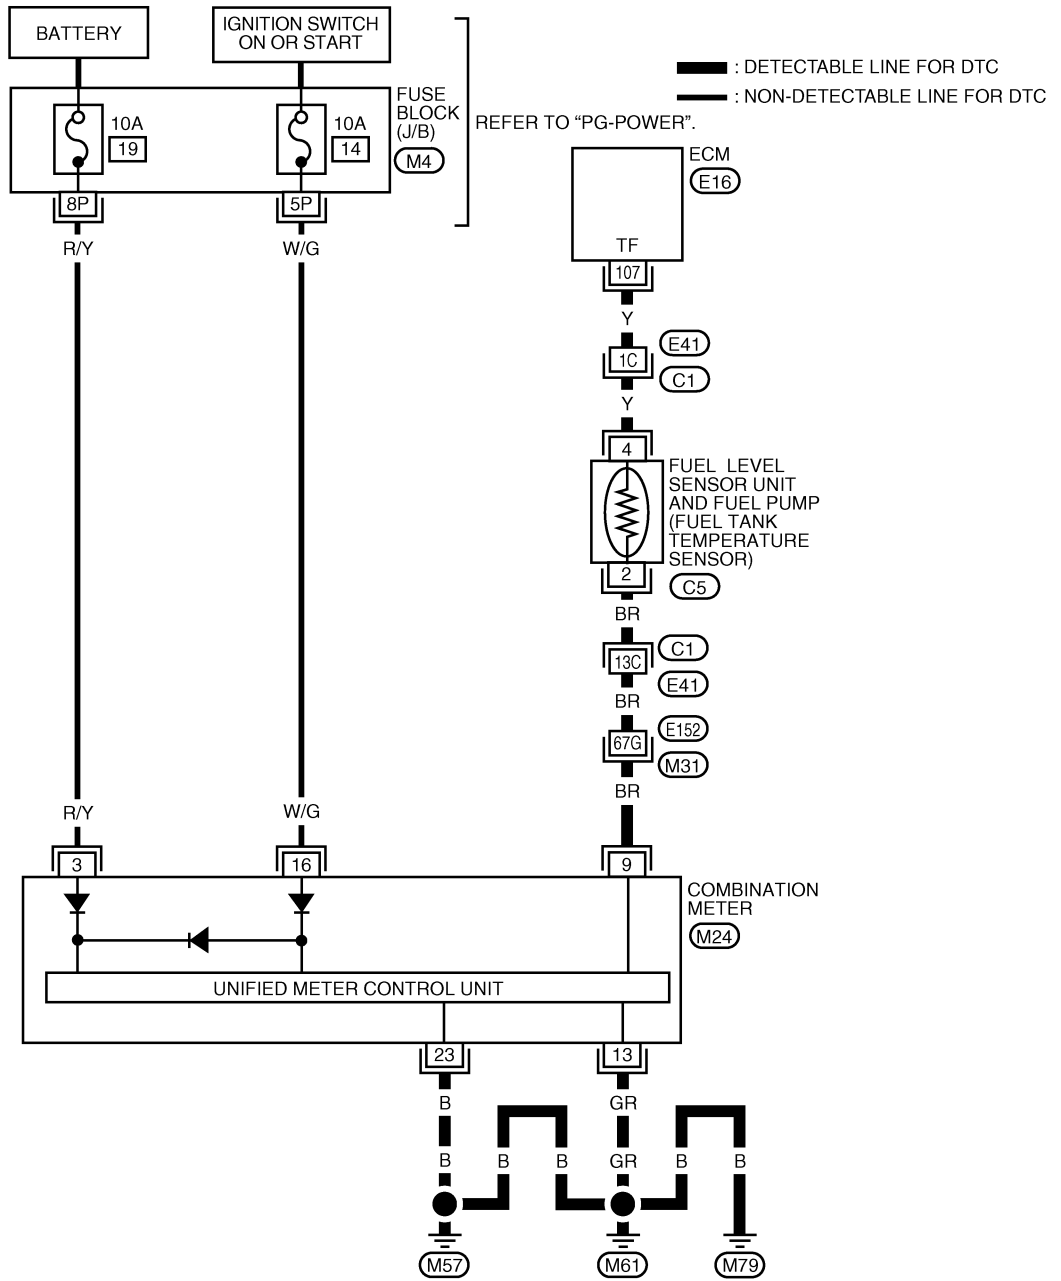 BATTERY
IGNITION SWITCH
ON OR START
: DETECTABLE LINE FOR DTC
: NON-DETECTABLE LINE FOR DTC
FUSE
BLOCK
(J/B)
M4
10A
19
10A
14
REFER TO “PG-POWER”.
8P
5P
R/Y
W/G
ECM
E16
TF
107
Y
1C
E41
C1
Y
4
FUEL LEVEL
SENSOR UNIT
AND FUEL PUMP
(FUEL TANK
TEMPERATURE
SENSOR)
2
C5
BR
13C
C1
E41
BR
67G
E152
M31
BR
R/Y
W/G
3
16
9
COMBINATION
METER
M24
UNIFIED METER CONTROL UNIT
23
13
B
GR
B
B
B
GR
B
B
M57
M61
M79